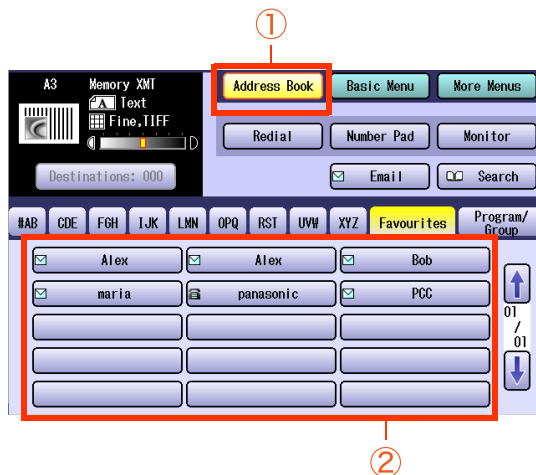 ①
A3 Memory XMT
A Text
Fine,TIFF
D
Destinations: 000
Address Book
Basic Menu
More Menus
Redial
Number Pad
Monitor
Email
Search
#AB CDE FGH IJK LMN OPQ RST UVW XYZ Favourites Program/
Group
Alex Alex Bob
maria panasonic PCC
01
/
01
②